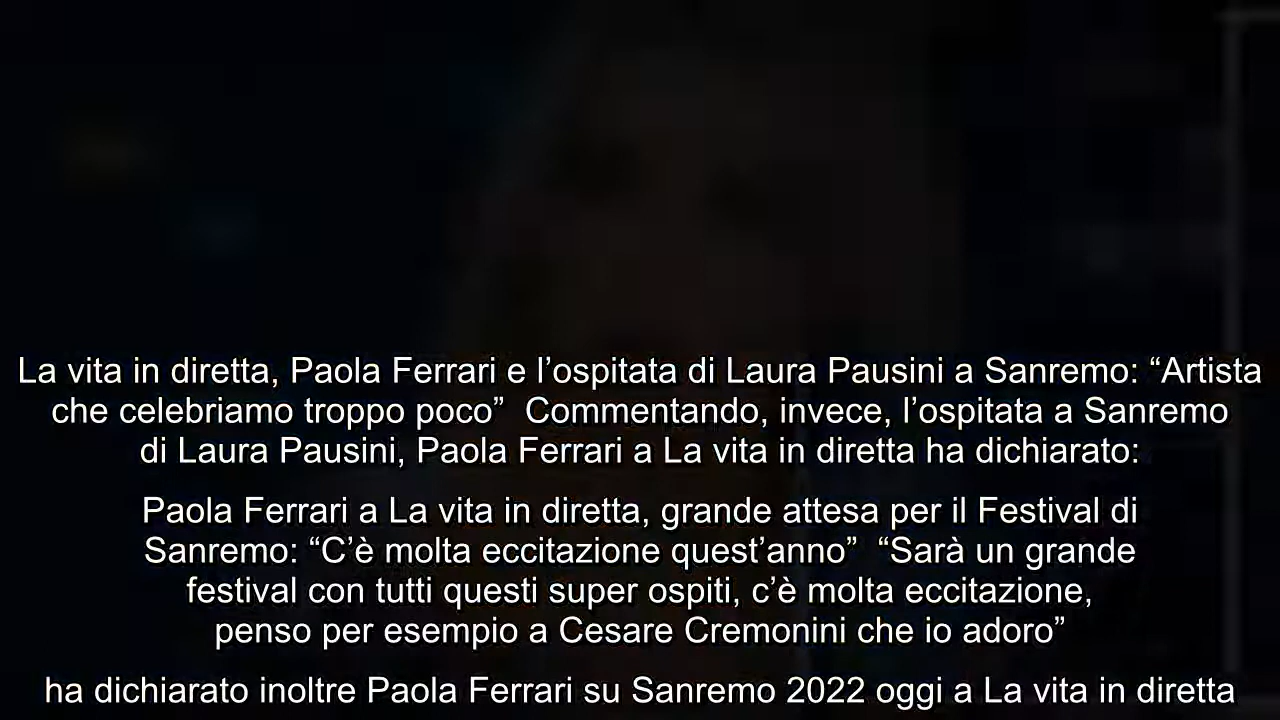 La vita in diretta, Paola Ferrari e l’ospitata di Laura Pausini a Sanremo: “Artista
che celebriamo troppo poco”  Commentando, invece, l’ospitata a Sanremo
di Laura Pausini, Paola Ferrari a La vita in diretta ha dichiarato:
Paola Ferrari a La vita in diretta, grande attesa per il Festival di
Sanremo: “C’è molta eccitazione quest’anno”  “Sarà un grande
festival con tutti questi super ospiti, c’è molta eccitazione,
penso per esempio a Cesare Cremonini che io adoro”
ha dichiarato inoltre Paola Ferrari su Sanremo 2022 oggi a La vita in diretta